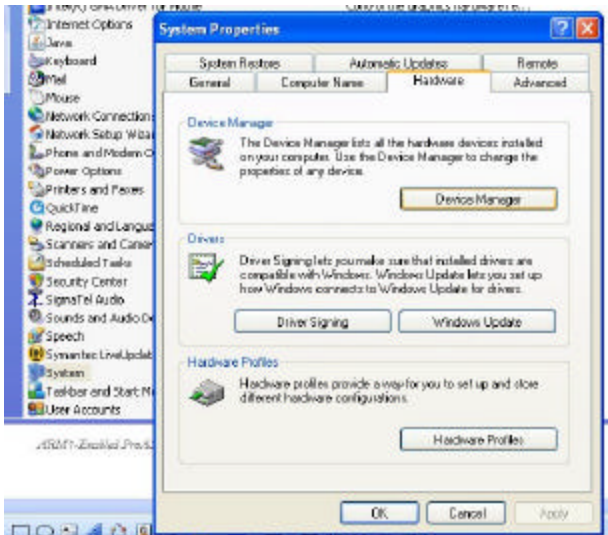 Control the graphics hardware f...
Internet Options
Java
Keyboard
Mail
Mouse
Network Connection
Network Setup Wiza
Phone and Modem O
Power Options
Printers and Faxes
QuickTime
Regional and Langua
Scanners and Camer
Scheduled Tasks
Security Center
SigmaTel Audio
Sounds and Audio De
Speech
Symantec LiveUpdat
System
Taskbar and Start M
User Accounts
System Properties
System Restore
Automatic Updates
Remote
General
Computer Name
Hardware
Advanced
Device Manager
The Device Manager lists all the hardware devices installed
on your computer. Use the Device Manager to change the
properties of any device.
Device Manager
Drivers
Driver Signing lets you make sure that installed drivers are
compatible with Windows. Windows Update lets you set up
how Windows connects to Windows Update for drivers.
Driver Signing
Windows Update
Hardware Profiles
Hardware profiles provide a way for you to set up and store
different hardware configurations.
Hardware Profiles
OK
Cancel
Apply